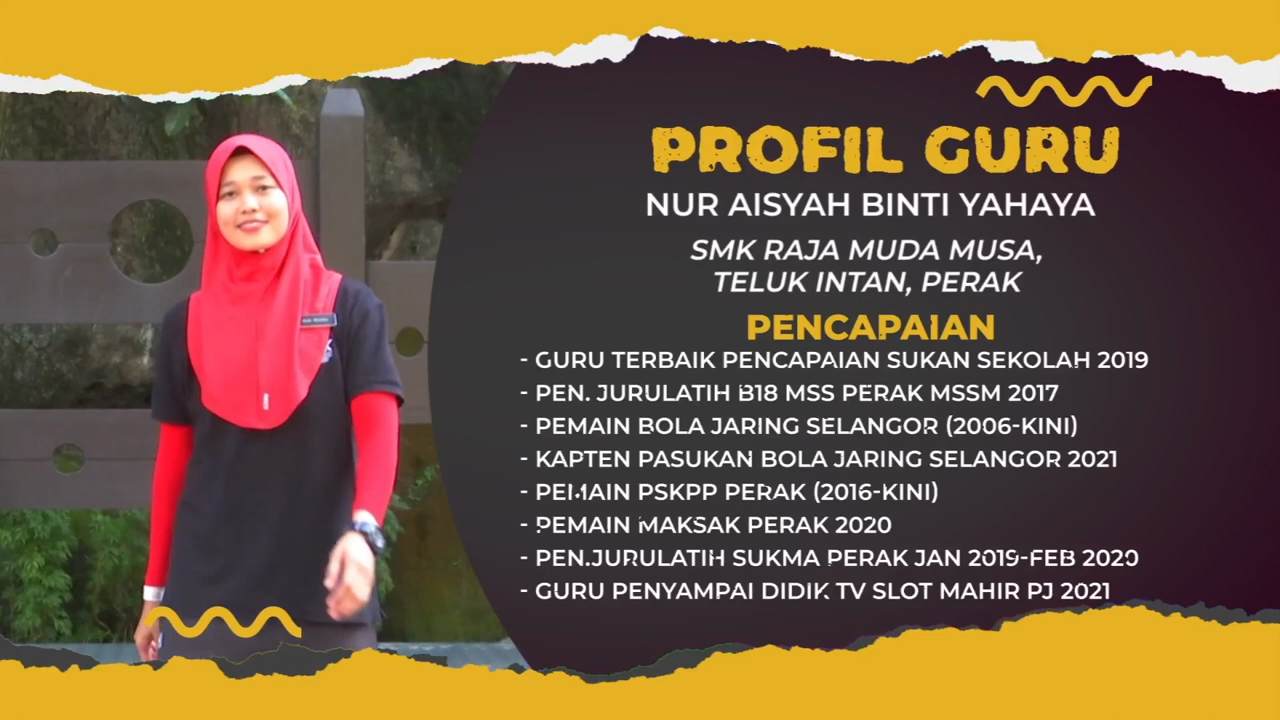 PROFIL GURU
NUR AISYAH BINTI YAHAYA
SMK RAJA MUDA MUSA,
TELUK INTAN, PERAK
PENCAPAIAN
- GURU TERBAIK PENCAPAIAN SUKAN SEKOLAH 2019
- PEN. JURULATIH B18 MSS PERAK MSSM 2017
- PEMAIN BOLA JARING SELANGOR (2006-KINI)
- KAPTEN PASUKAN BOLA JARING SELANGOR 2021
- PEMAIN PSKPP PERAK (2016-KINI)
- PEMAIN MAKSAK PERAK 2020
- PEN.JURULATIH SUKMA PERAK JAN 2019-FEB 2020
- GURU PENYAMPAI DIDIK TV SLOT MAHIR PJ 2021